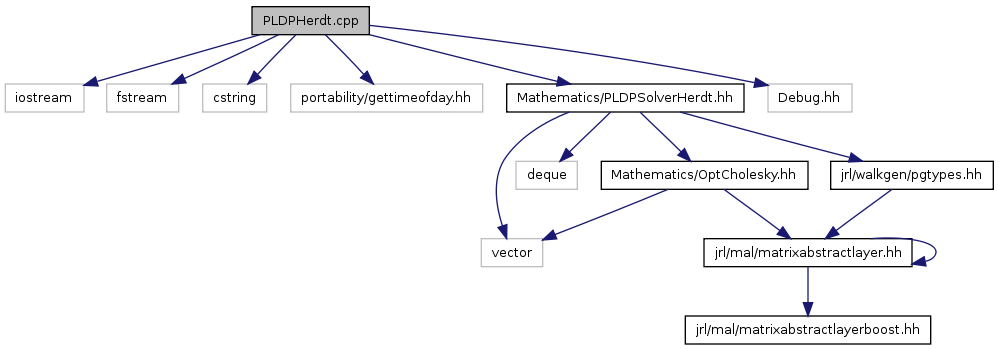 PLDPHerdt.cpp
iostream
fstream
cstring
portability/gettimeofday.hh
Mathematics/PLDPSolverHerdt.hh
Debug.hh
deque
Mathematics/OptCholesky.hh
jrl/walkgen/pgtypes.hh
vector
jrl/mal/matrixabstractlayer.hh
jrl/mal/matrixabstractlayerboost.hh